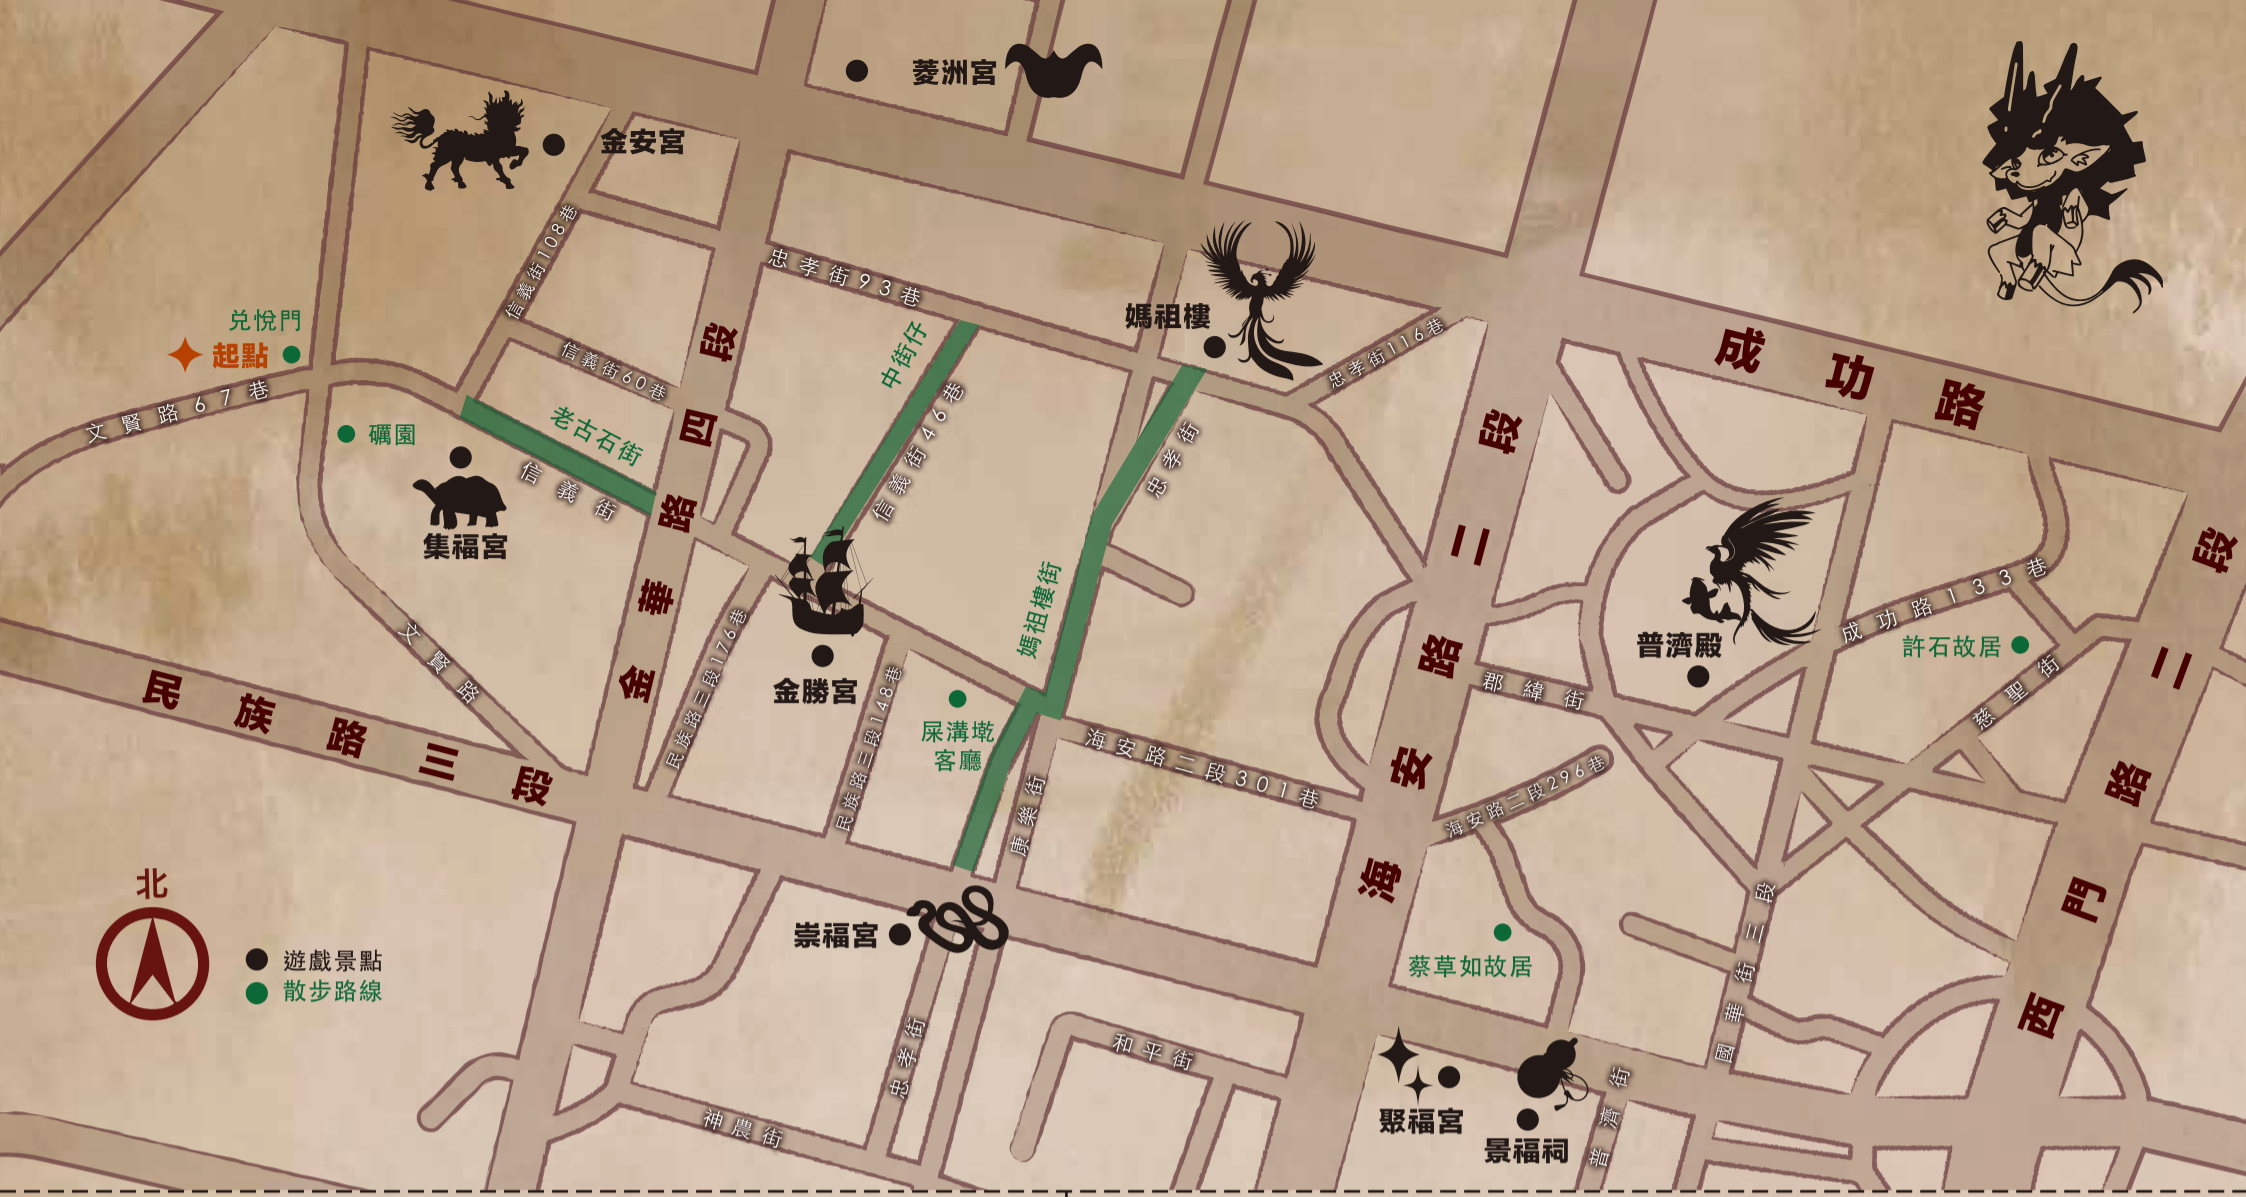 菱洲宮
金安宮
信義街108巷
忠孝街93巷
媽祖樓
忠孝街116巷
成功路
兑悅門
起點
文賢路67巷
信義街60巷
中街仔
信義街46巷
老古石街
信義街
礪園
集福宮
忠孝街
媽祖樓街
金華路四段
海安路二段
西門路二段
普濟殿
成功路133巷
許石故居
慈聖街
郡緯街
文賢路
民族路三段
民族路三段176巷
金勝宮
民族路三段148巷
屎溝墘
客廳
海安路二段301巷
康樂街
海安路二段296巷
國華街三段
蔡草如故居
崇福宮
北
遊戲景點
散步路線
忠孝街
和平街
神農街
聚福宮
景福祠
普濟街